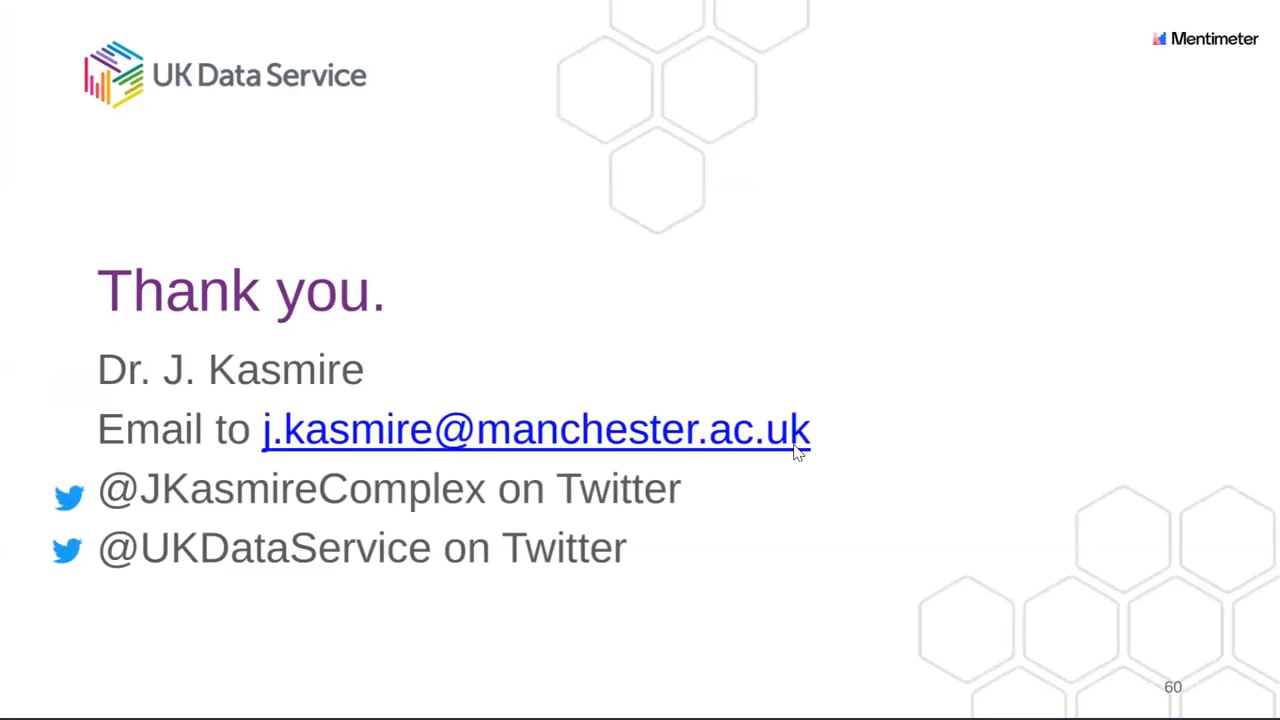 UK Data Service
Mentimeter
Thank you.
Dr. J. Kasmire
Email to j.kasmire@manchester.ac.uk
@JKasmireComplex on Twitter
@UKDataService on Twitter
60